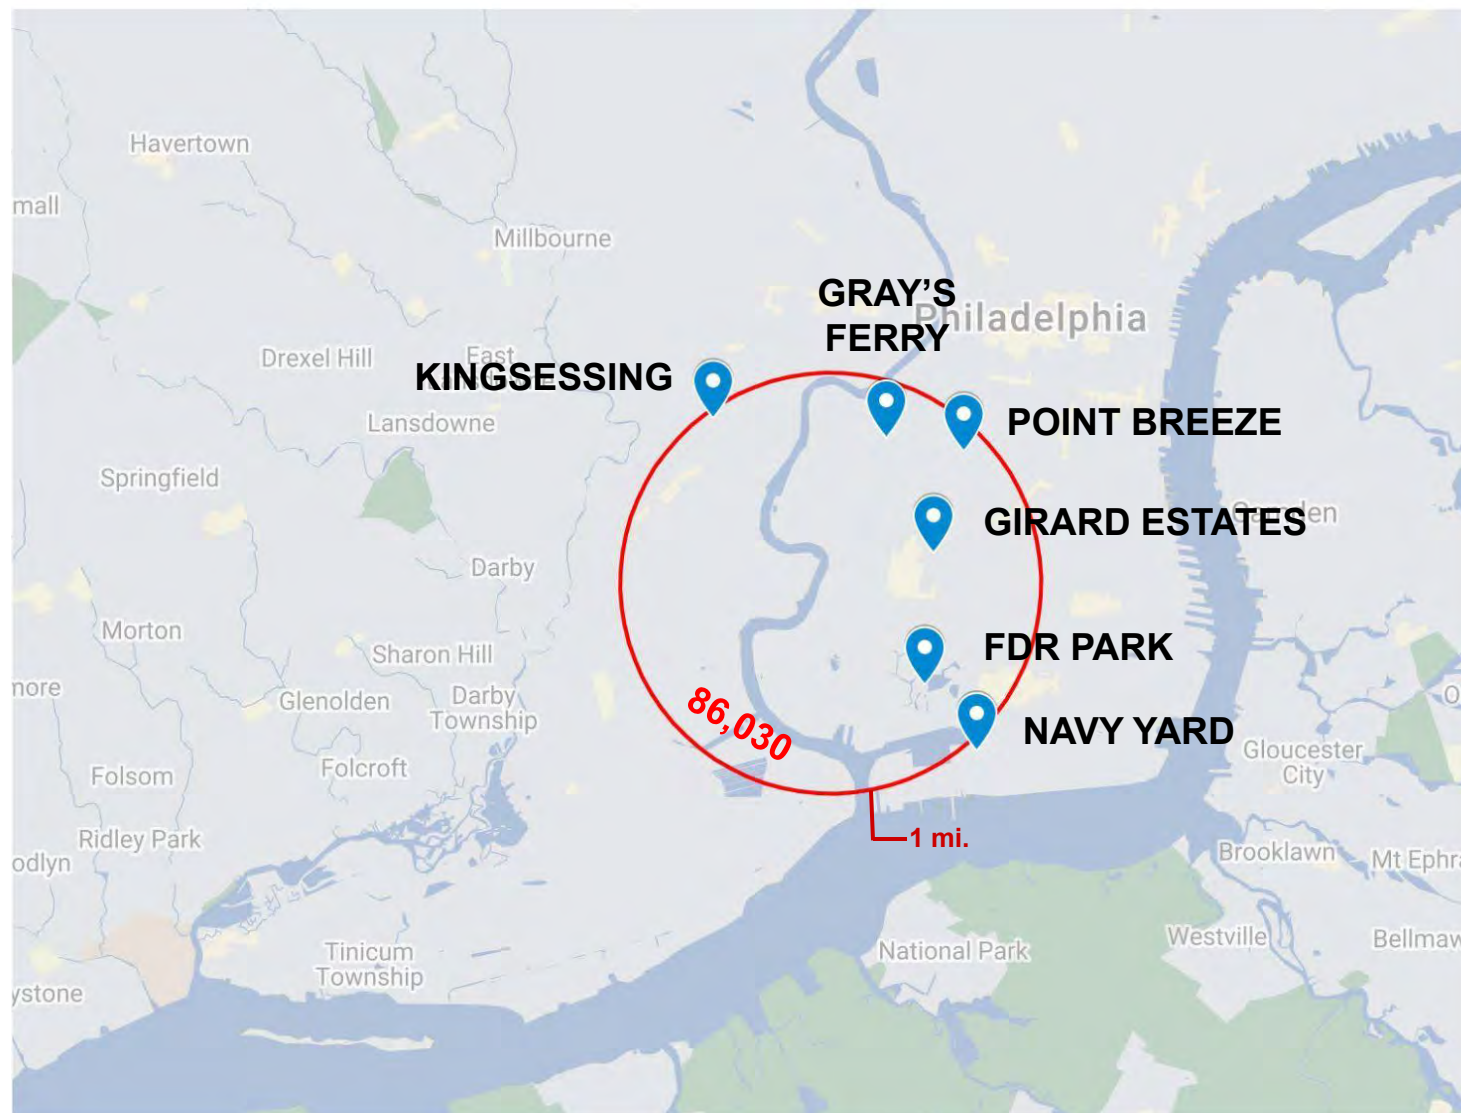 Havertown
mall
Millbourne
GRAY'S
FERRY
Philadelphia
Drexel Hill
East
KINGSESSING
Lansdowne
POINT BREEZE
Springfield
GIRARD ESTATES
Camden
Darby
Morton
Sharon Hill
FDR PARK
more
Glenolden
Darby
Township
86,030
NAVY YARD
Gloucester
City
Folsom
Folcroft
Ridley Park
1 mi.
odlyn
Brooklawn
Mt Ephra
Tinicum
Township
National Park
Westville
Bellmaw
ystone